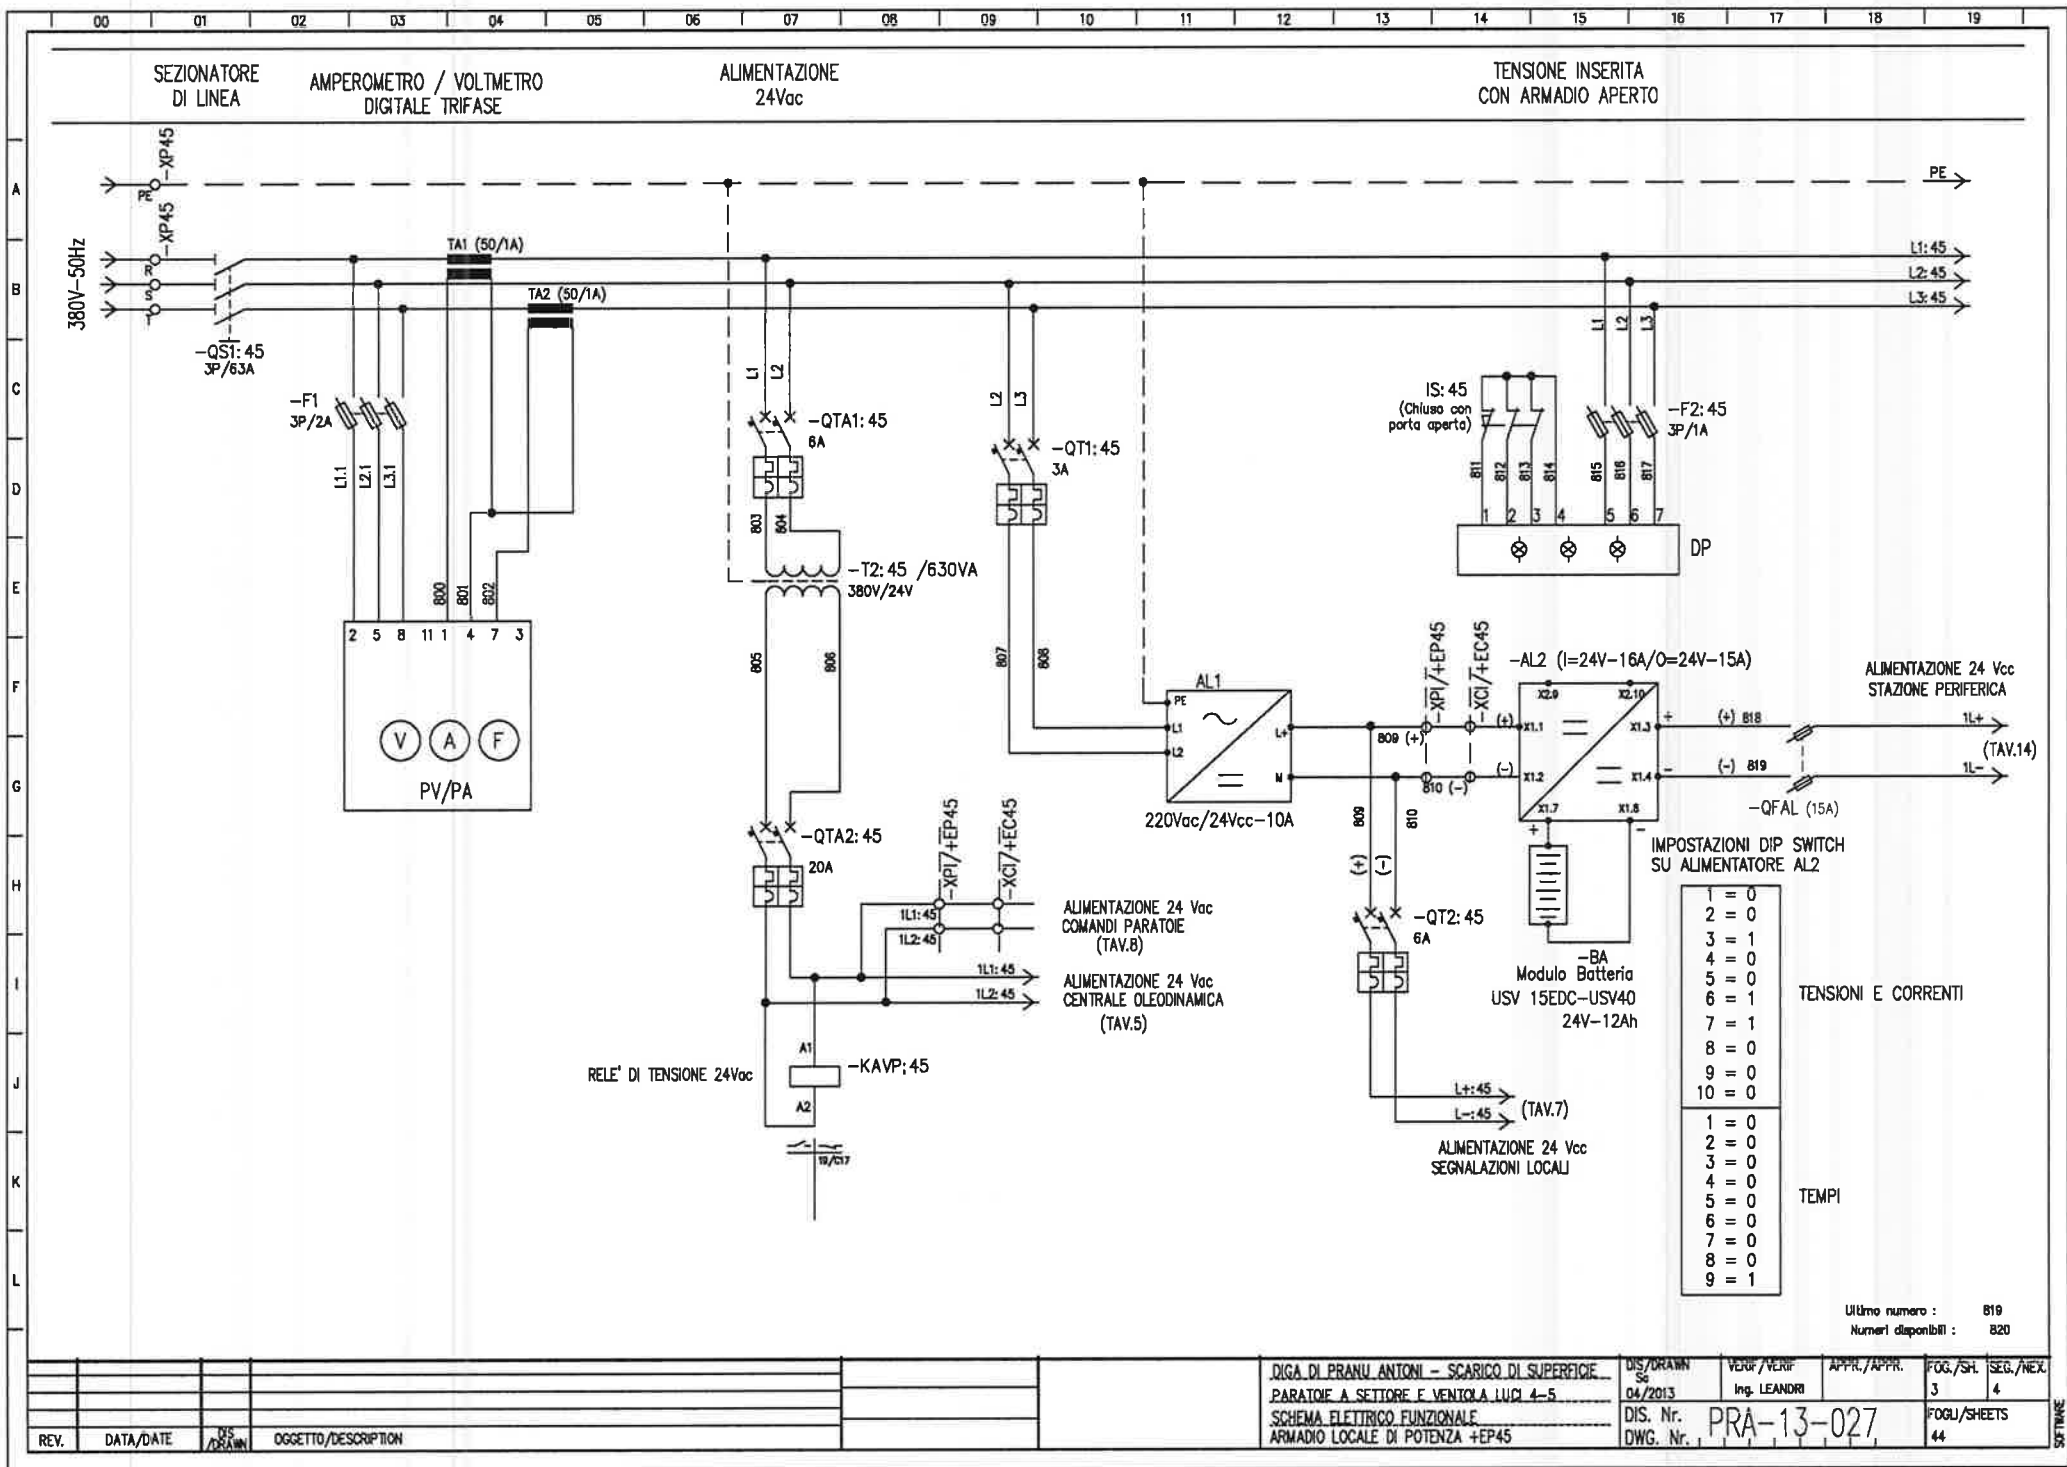 00 01 02 03 04 05 06 07 08 09 10 11 12 13 14 15 16 17 18 19
SEZIONATORE
DI LINEA
AMPEROMETRO / VOLTMETRO
DIGITALE TRIFASE
ALIMENTAZIONE
24Vac
TENSIONE INSERITA
CON ARMADIO APERTO
A
B
C
D
E
F
G
H
I
J
K
L
-XP45
PE
PE
-XP45
380V-50Hz
R
S
T
TA1 (50/1A)
TA2 (50/1A)
L1:45
L2:45
L3:45
-QS1:45
3P/63A
-F1
3P/2A
L1.1
L2.1
L3.1
800
801
802
2 5 8 11 1 4 7 3
V A F
PV/PA
L1
L2
-QTA1:45
6A
803
804
-T2:45 /630VA
380V/24V
805
806
-QTA2:45
20A
L2
L3
-QT1:45
3A
807
808
-XPI/+EP45
-XCI/+EC45
1L1:45
1L2:45
ALIMENTAZIONE 24 Vac
COMANDI PARATOIE
(TAV.8)
1L1:45
1L2:45
ALIMENTAZIONE 24 Vac
CENTRALE OLEODINAMICA
(TAV.5)
RELE' DI TENSIONE 24Vac
A1
A2
-KAVP:45
19/C17
AL1
PE
L1
L2
L+
M
220Vac/24Vcc-10A
IS:45
(Chiuso con
porta aperta)
811
812
813
814
L1
L2
L3
-F2:45
3P/1A
815
816
817
1 2 3 4 5 6 7
DP
-XPI/+EP45
-XCI/+EC45
809 (+)
810 (-)
(+)
(-)
-AL2 (I=24V-16A/O=24V-15A)
X2.9
X2.10
X1.1
X1.2
X1.3
X1.4
X1.7
X1.8
+
-
+
-
(+) 818
(-) 819
-QFAL (15A)
ALIMENTAZIONE 24 Vcc
STAZIONE PERIFERICA
1L+
1L-
(TAV.14)
809
810
(+)
(-)
-QT2:45
6A
L+:45
L-:45
(TAV.7)
ALIMENTAZIONE 24 Vcc
SEGNALAZIONI LOCALI
-BA
Modulo Batteria
USV 15EDC-USV40
24V-12Ah
IMPOSTAZIONI DIP SWITCH
SU ALIMENTATORE AL2
1 = 0
2 = 0
3 = 1
4 = 0
5 = 0
6 = 1
7 = 1
8 = 0
9 = 0
10 = 0
TENSIONI E CORRENTI
1 = 0
2 = 0
3 = 0
4 = 0
5 = 0
6 = 0
7 = 0
8 = 0
9 = 1
TEMPI
Ultimo numero : 819
Numeri disponibili : 820
REV. DATA/DATE DIS/DRAWN OGGETTO/DESCRIPTION
DIGA DI PRANU ANTONI - SCARICO DI SUPERFICIE
PARATOIE A SETTORE E VENTOLA LUCI 4-5
SCHEMA ELETTRICO FUNZIONALE
ARMADIO LOCALE DI POTENZA +EP45
DIS/DRAWN
Sa
04/2013
VERIF/VERIF
Ing. LEANDRI
APPR./APPR.
FOG./SH.
3
SEG./NEX.
4
DIS. Nr.
DWG. Nr.
PRA-13-027
FOGLI/SHEETS
44
SOFTWARE